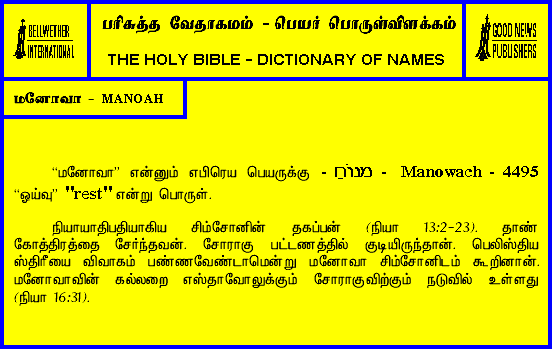 BELLWETHER
INTERNATIONAL
பரிசுத்த வேதாகமம் - பெயர் பொருள்விளக்கம்
THE HOLY BIBLE - DICTIONARY OF NAMES
GOOD NEWS
PUBLISHERS
மனோவா - MANOAH
“மனோவா” என்னும் எபிரெய பெயருக்கு - מנוֹח - Manowach - 4495
“ஓய்வு” "rest" என்று பொருள்.
நியாயாதிபதியாகிய சிம்சோனின் தகப்பன் (நியா 13:2-23). தாண்
கோத்திரத்தை சேர்ந்தவன். சோராகு பட்டணத்தில் குடியிருந்தான். பெலிஸ்திய
ஸ்திரீயை விவாகம் பண்ணவேண்டாமென்று மனோவா சிம்சோனிடம் கூறினான்.
மனோவாவின் கல்லறை எஸ்தாவோலுக்கும் சோராகுவிற்கும் நடுவில் உள்ளது
(நியா 16:31).